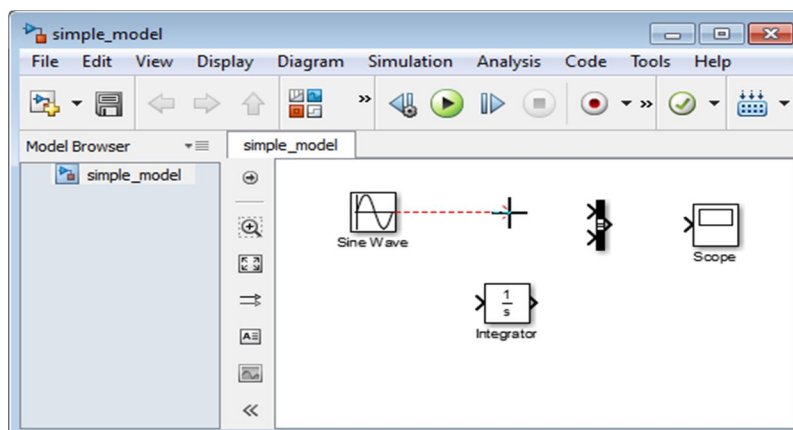 simple_model
File Edit View Display Diagram Simulation Analysis Code Tools Help
» »
Model Browser
simple_model
simple_model
Sine Wave
Scope
1
s
Integrator
A